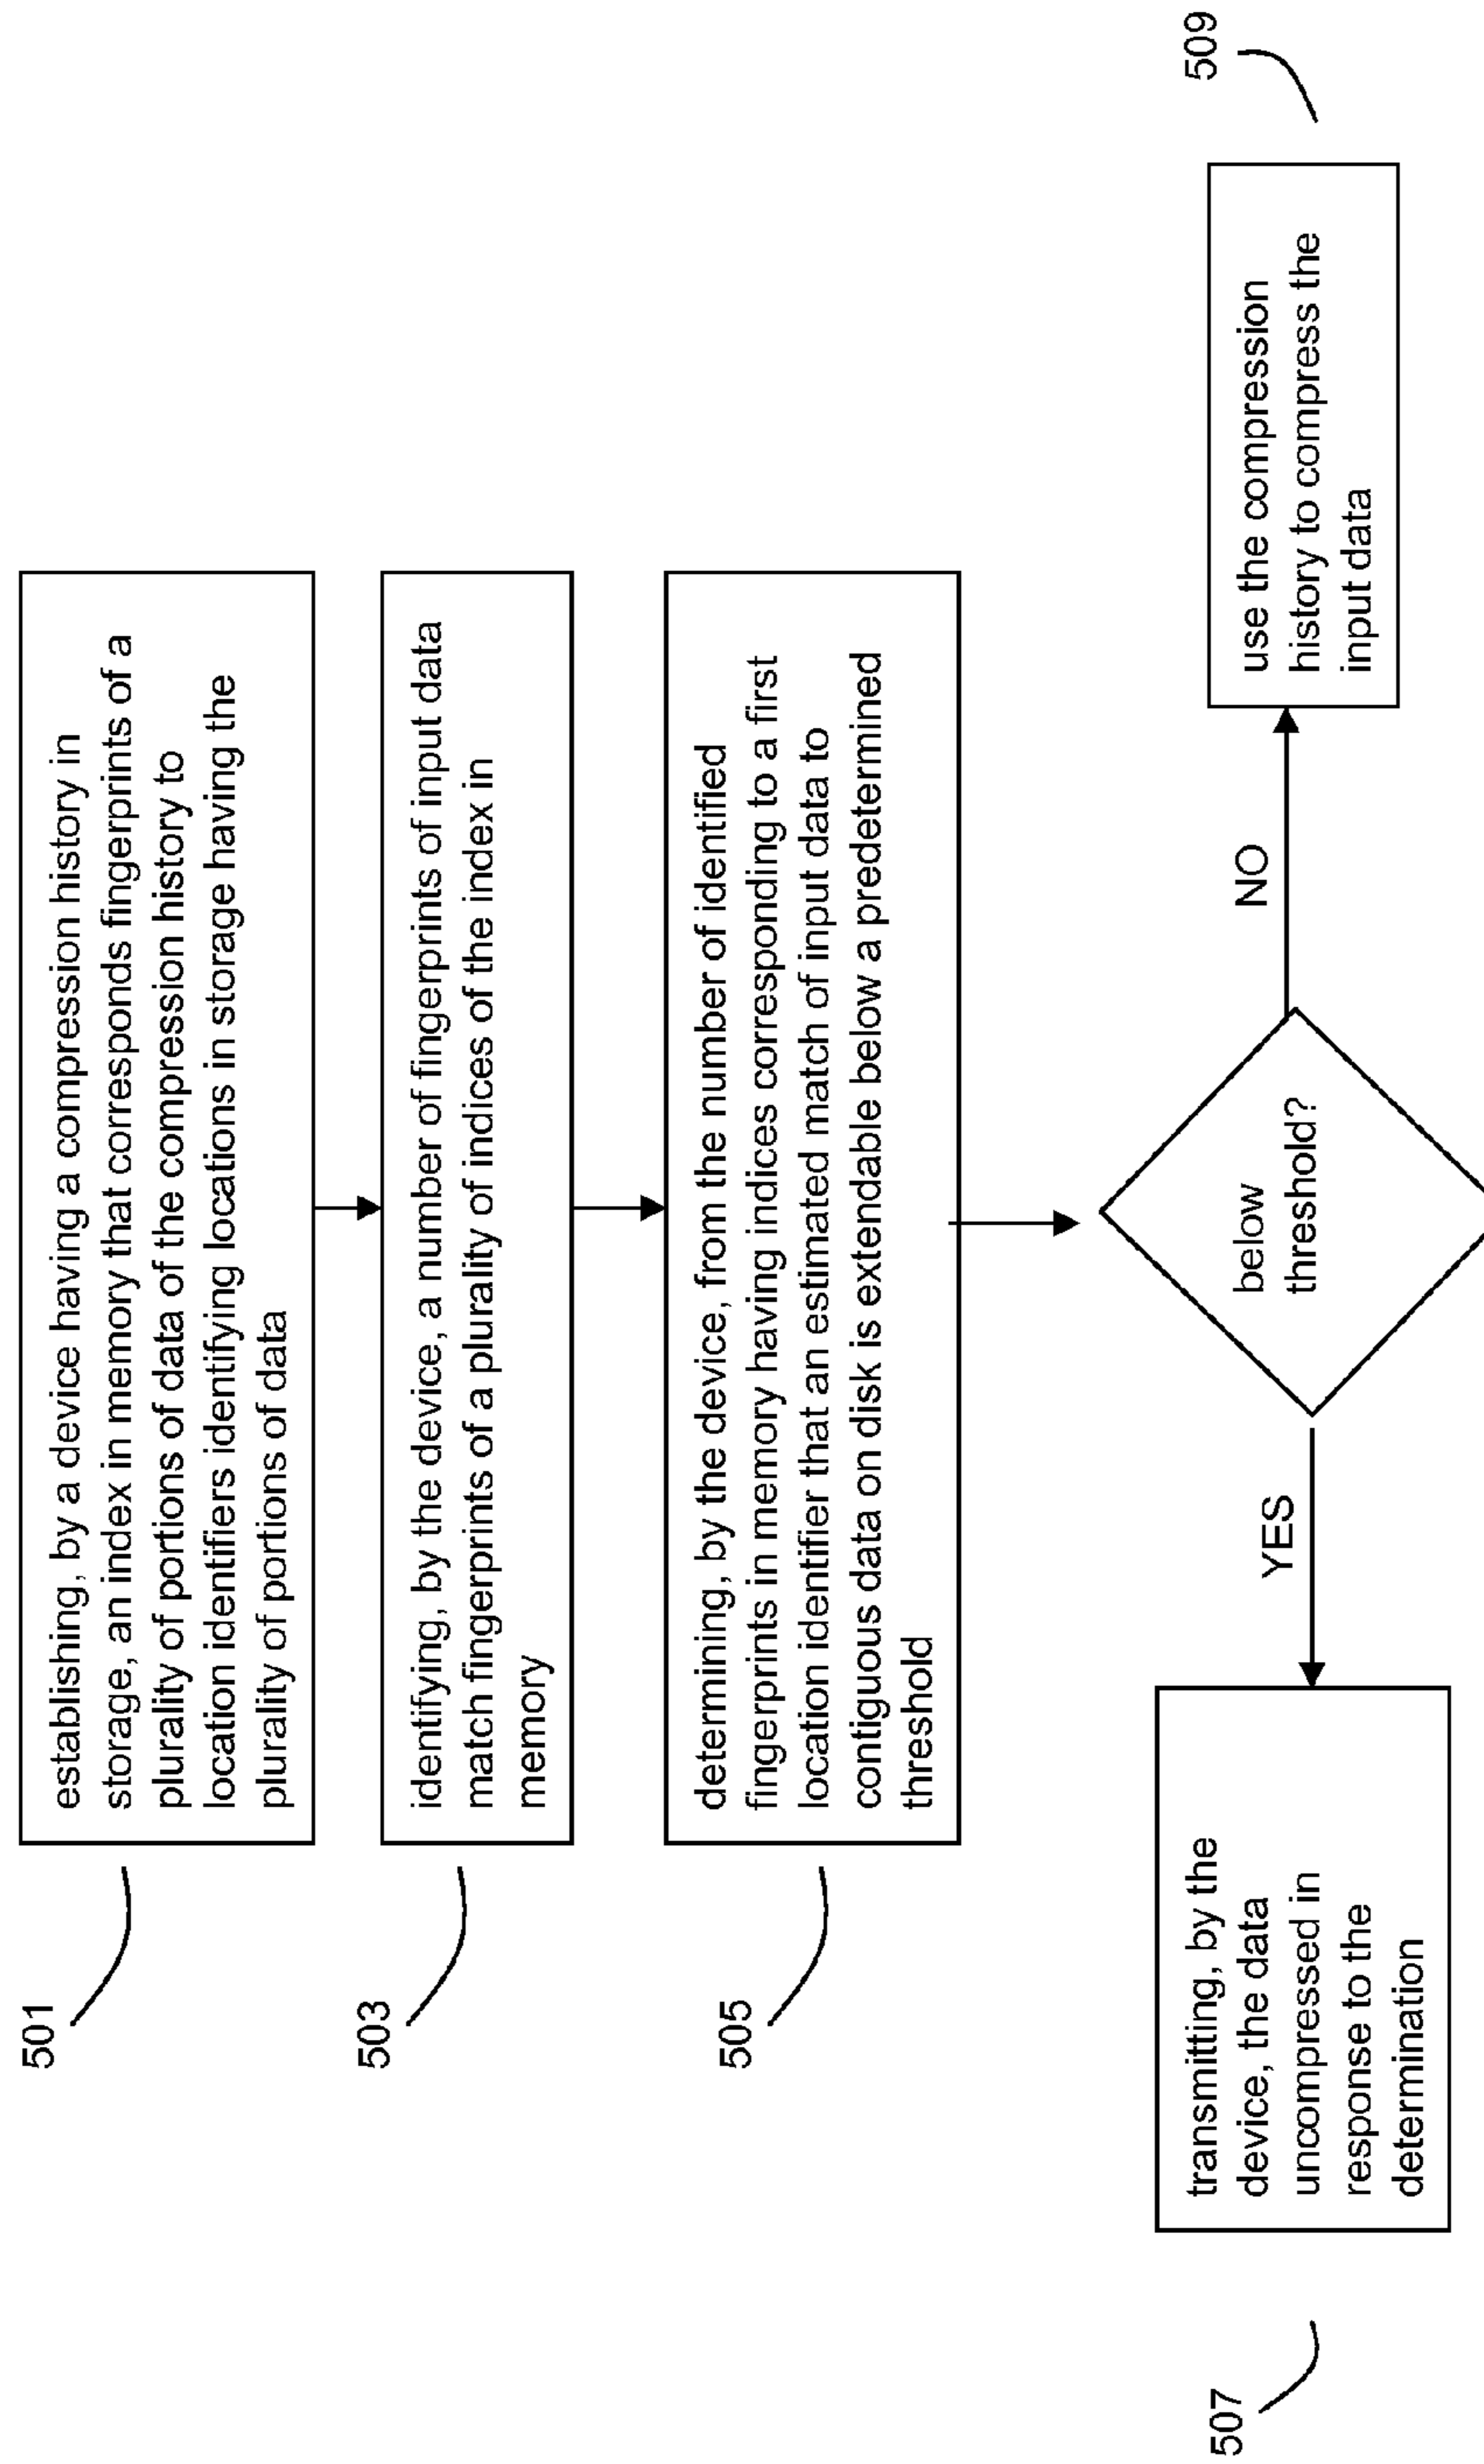 501
establishing, by a device having a compression history in
storage, an index in memory that corresponds fingerprints of a
plurality of portions of data of the compression history to
location identifiers identifying locations in storage having the
plurality of portions of data
503
identifying, by the device, a number of fingerprints of input data
match fingerprints of a plurality of indices of the index in
memory
505
determining, by the device, from the number of identified
fingerprints in memory having indices corresponding to a first
location identifier that an estimated match of input data to
contiguous data on disk is extendable below a predetermined
threshold
below
threshold?
YES
NO
507
transmitting, by the
device, the data
uncompressed in
response to the
determination
509
use the compression
history to compress the
input data